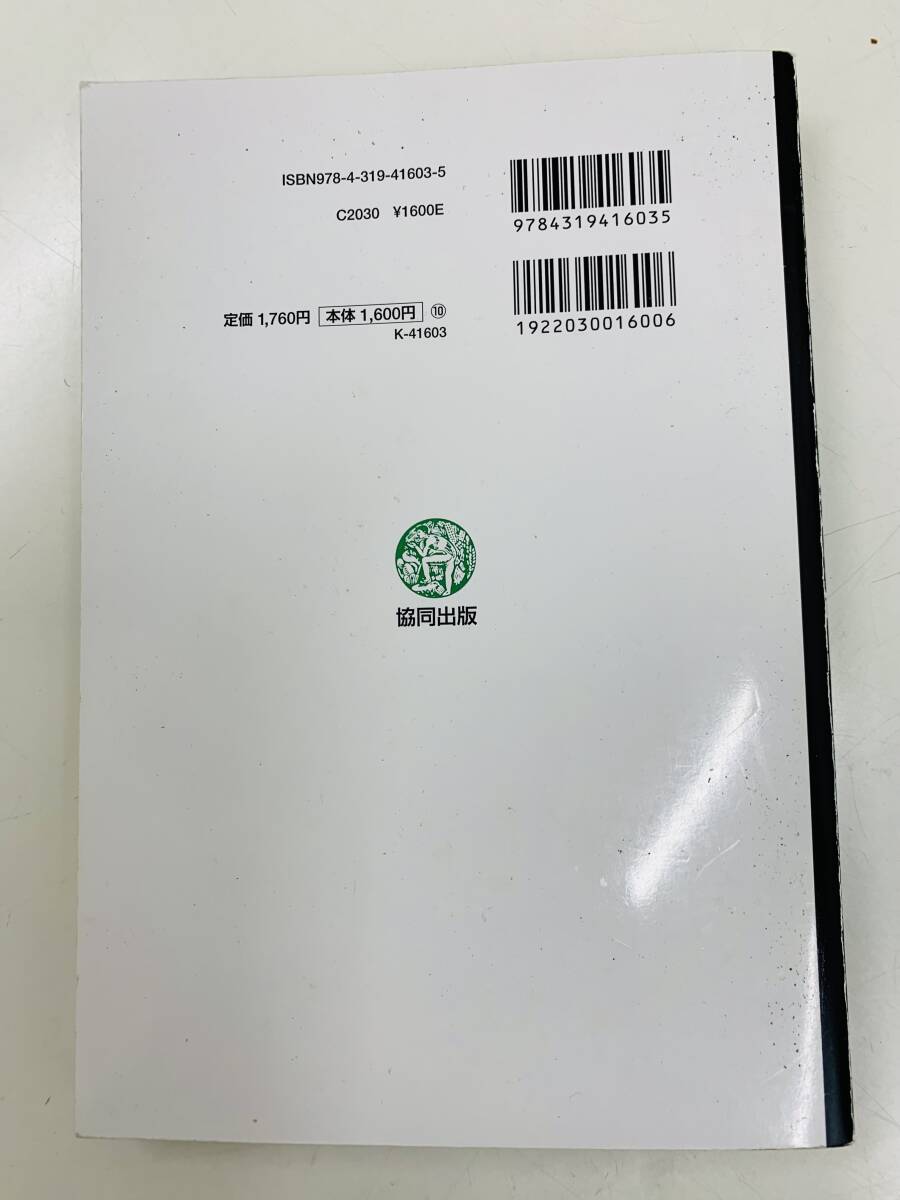 ISBN978-4-319-41603-5
C2030 ¥1600E
9784319416035
定価 1,760円 本体 1,600円 ⑩
K-41603
1922030016006
協同出版